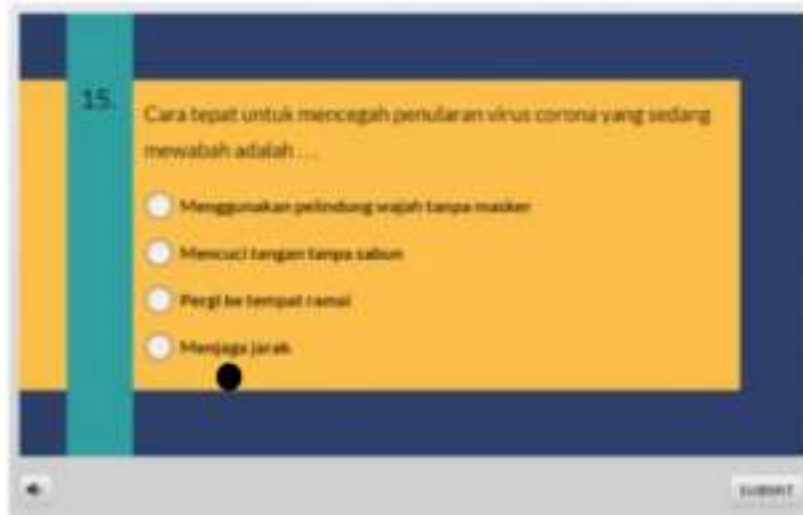 15.
Cara tepat untuk mencegah penularan virus corona yang sedang
mewabah adalah ....
Menggunakan pelindung wajah tanpa masker
Mencuci tangan tanpa sabun
Pergi ke tempat ramai
Menjaga jarak
SUBMIT